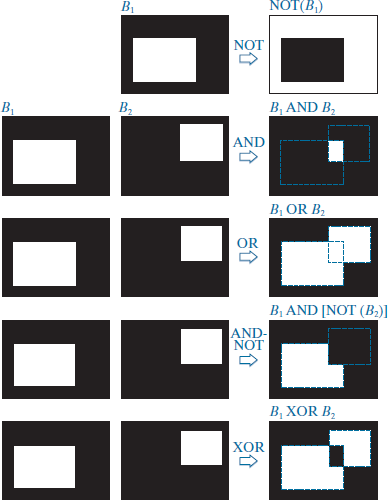 B₁ NOT(B₁)
NOT
B₁ B₂ B₁ AND B₂
AND
B₁ OR B₂
OR
B₁ AND [NOT (B₂)]
AND-
NOT
B₁ XOR B₂
XOR